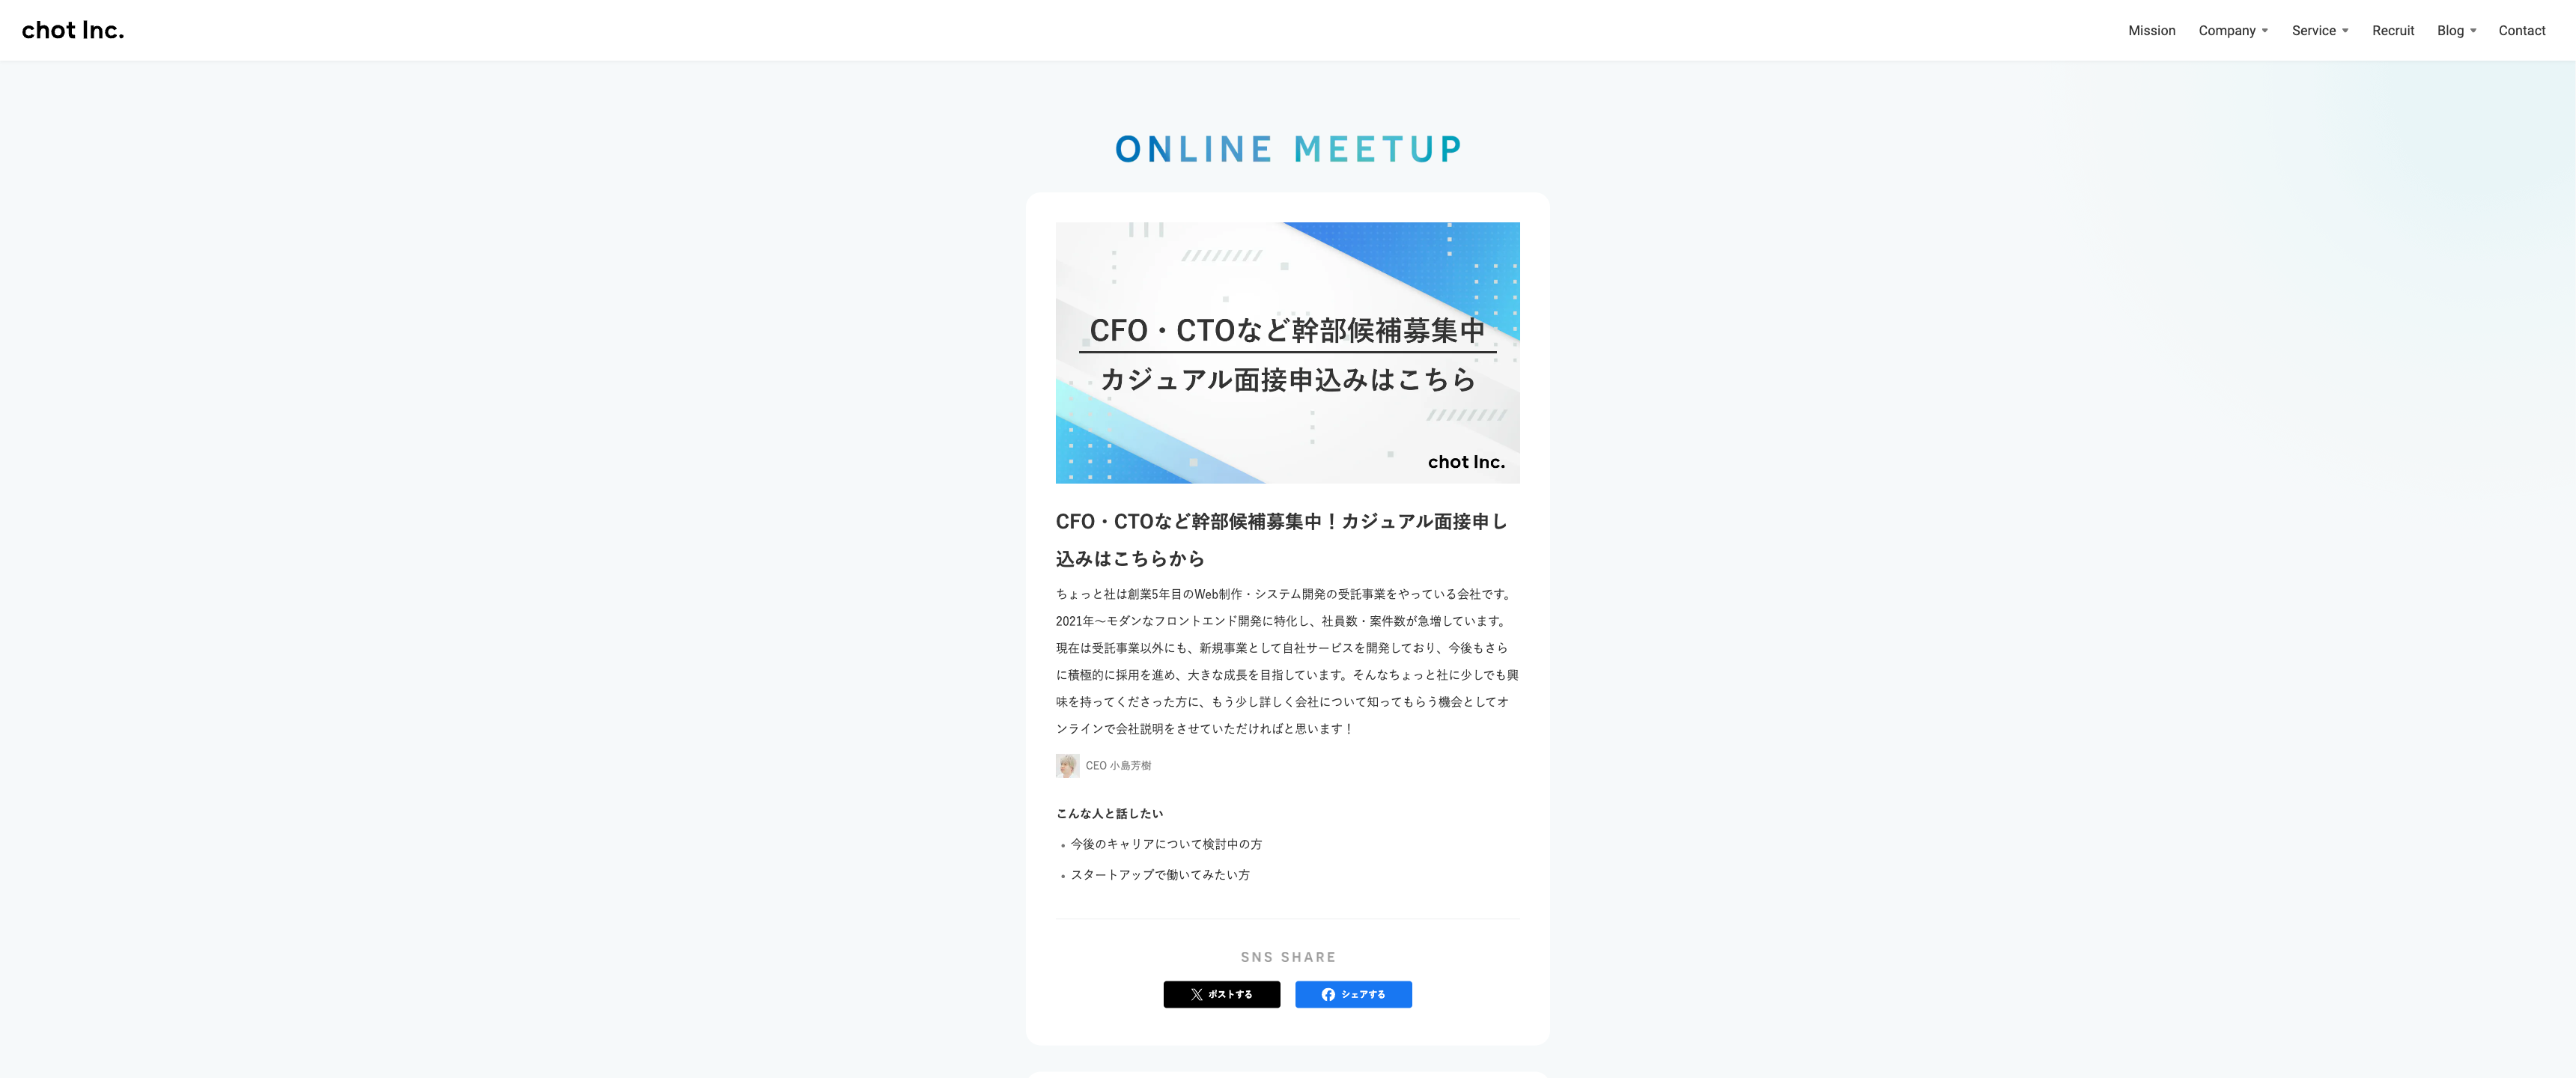 chot Inc.
Mission Company Service Recruit Blog Contact
ONLINE MEETUP
CFO・CTOなど幹部候補募集中
カジュアル面接申込みはこちら
chot Inc.
CFO・CTOなど幹部候補募集中！カジュアル面接申し
込みはこちらから
ちょっと社は創業5年目のWeb制作・システム開発の受託事業をやっている会社です。
2021年〜モダンなフロントエンド開発に特化し、社員数・案件数が急増しています。
現在は受託事業以外にも、新規事業として自社サービスを開発しており、今後もさら
に積極的に採用を進め、大きな成長を目指しています。そんなちょっと社に少しでも興
味を持ってくださった方に、もう少し詳しく会社について知ってもらう機会としてオ
ンラインで会社説明をさせていただければと思います！
CEO 小島芳樹
こんな人と話したい
• 今後のキャリアについて検討中の方
• スタートアップで働いてみたい方
SNS SHARE
ポストする シェアする